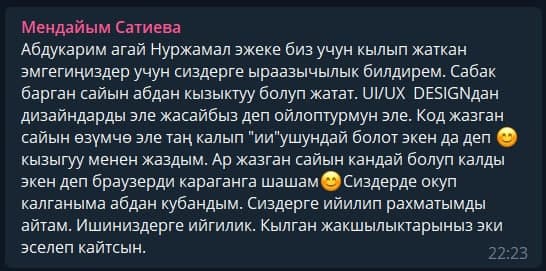 Мендайым Сатиева
Абдукарим агай Нуржамал эжеке биз учун кылып жаткан
эмгегиңиздер учун сиздерге ыраазычылык билдирем. Сабак
барган сайын абдан кызыктуу болуп жатат. UI/UX DESIGNдан
дизайндарды эле жасайбыз деп ойлоптурмун эле. Код жазган
сайын өзүмчө эле таң калып "ии"ушундай болот экен да деп 😊
кызыгуу менен жаздым. Ар жазган сайын кандай болуп калды
экен деп браузерди караганга шашам😊Сиздерде окуп
калганыма абдан кубандым. Сиздерге ийилип рахматымды
айтам. Ишиниздерге ийгилик. Кылган жакшылыктарыныз эки
эселеп кайтсын.
22:23